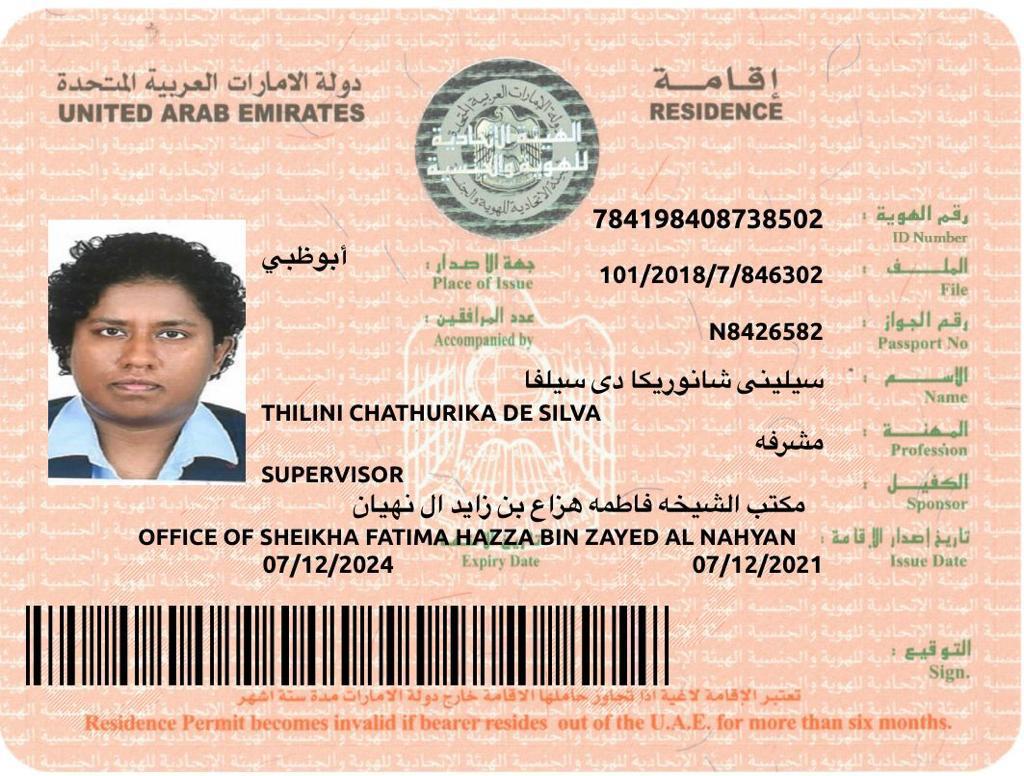 دولة الامارات العربية المتحدة
UNITED ARAB EMIRATES
إقامة
RESIDENCE
الهيئة الاتحادية
للهوية والجنسية
784198408738502
رقم الهوية :
ID Number
أبوظبي
جهة الاصدار :
Place of Issue
101/2018/7/846302
الملف :
File
عدد المرافقين :
Accompanied by
N8426582
رقم الجواز :
Passport No
سيلينى شانوريكا دى سيلفا
الاسم :
Name
THILINI CHATHURIKA DE SILVA
مشرفه
المهنة :
Profession
SUPERVISOR
مكتب الشيخه فاطمه هزاع بن زايد ال نهيان
الكفيل :
Sponsor
OFFICE OF SHEIKHA FATIMA HAZZA BIN ZAYED AL NAHYAN
تاريخ إصدار الإقامة :
07/12/2024
Expiry Date
07/12/2021
Issue Date
التوقيع :
Sign.
تعتبر الإقامة لاغية اذا تجاوز حاملها الاقامة خارج دولة الامارات مدة ستة اشهر
Residence Permit becomes invalid if bearer resides out of the U.A.E. for more than six months.